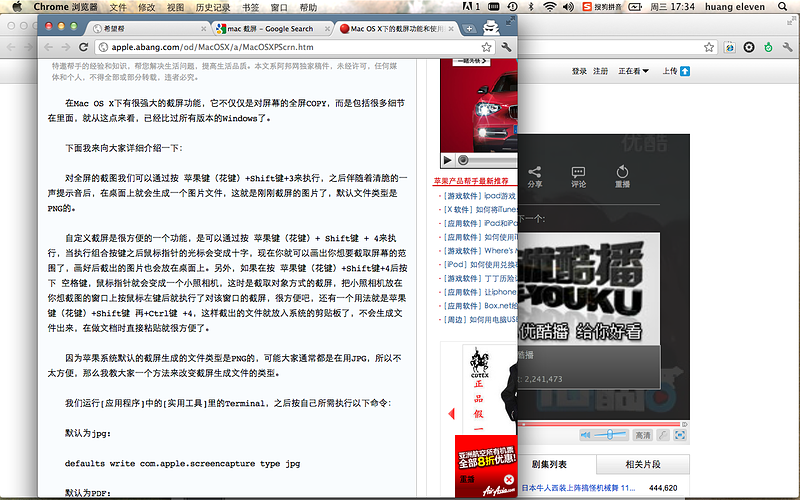 Chrome 浏览器 文件 修改 视图 历史记录 书签 窗口 帮助
1
搜狗拼音
周三 17:34 huang eleven
希望帮
mac 截屏 - Google Search
Mac OS X下的截屏功能和使用
apple.abang.com/od/MacOSX/a/MacOSXPScrn.htm
特邀帮手的经验和知识，帮您解决生活问题，提高生活品质。本文系阿邦网独家稿件，未经许可，任何媒
体和个人，不得全部或部分转载，违者必究。
在Mac OS X下有很强大的截屏功能，它不仅仅是对屏幕的全屏COPY，而是包括很多细节
在里面，就从这点来看，已经比过所有版本的Windows了。
下面我来向大家详细介绍一下：
对全屏的截图我们可以通过按 苹果键（花键）+Shift键+3来执行，之后伴随着清脆的一
声提示音后，在桌面上就会生成一个图片文件，这就是刚刚截屏的图片了，默认文件类型是
PNG的。
自定义截屏是很方便的一个功能，是可以通过按 苹果键（花键）+ Shift键 + 4来执
行，当执行组合按键之后鼠标指针的光标会变成十字，现在你就可以画出你想要截取屏幕的范
围了，画好后截出的图片也会放在桌面上。另外，如果在按 苹果键（花键）+Shift键+4后按
下 空格键，鼠标指针就会变成一个小照相机，这时是截取对象方式的截屏，把小照相机放在
你想截图的窗口上按鼠标左键后就执行了对该窗口的截屏，很方便吧，还有一个用法就是苹果
键（花键）+Shift键 再+Ctrl键 +4，这样截出的文件就放入系统的剪贴板了，不会生成文
件出来，在做文档时直接粘贴就很方便了。
因为苹果系统默认的截屏生成的文件类型是PNG的，可能大家通常都是在用JPG，所以不
太方便，那么我教大家一个方法来改变截屏生成文件的类型。
我们运行[应用程序]中的[实用工具]里的Terminal，之后按自己所需执行以下命令：
默认为jpg：
defaults write com.apple.screencapture type jpg
默认为PDF：
苹果产品帮手最新推荐
[游戏软件] ipad游戏
[X 软件] 如何将iTunes
[应用软件] iPad和iPa
[应用软件] 如何使用i
[游戏软件] Where's
[iPod] 如何使用兑换
[游戏软件] 丁丁历险
[应用软件] 让iphone
[应用软件] Box.net给
[周边] 如何用电脑USB
正
品
假
一
亚洲航空所有机票
全部8折优惠!
AirAsia.com
登录 注册 正在看 上传
优酷
分享 评论 重播
下一个:
酷播
YOUKU
优酷播 给你好看
酷播
: 2,241,473
高清
剧集列表 相关片段
日本牛人西装上阵搞怪机械舞 11... 444,620